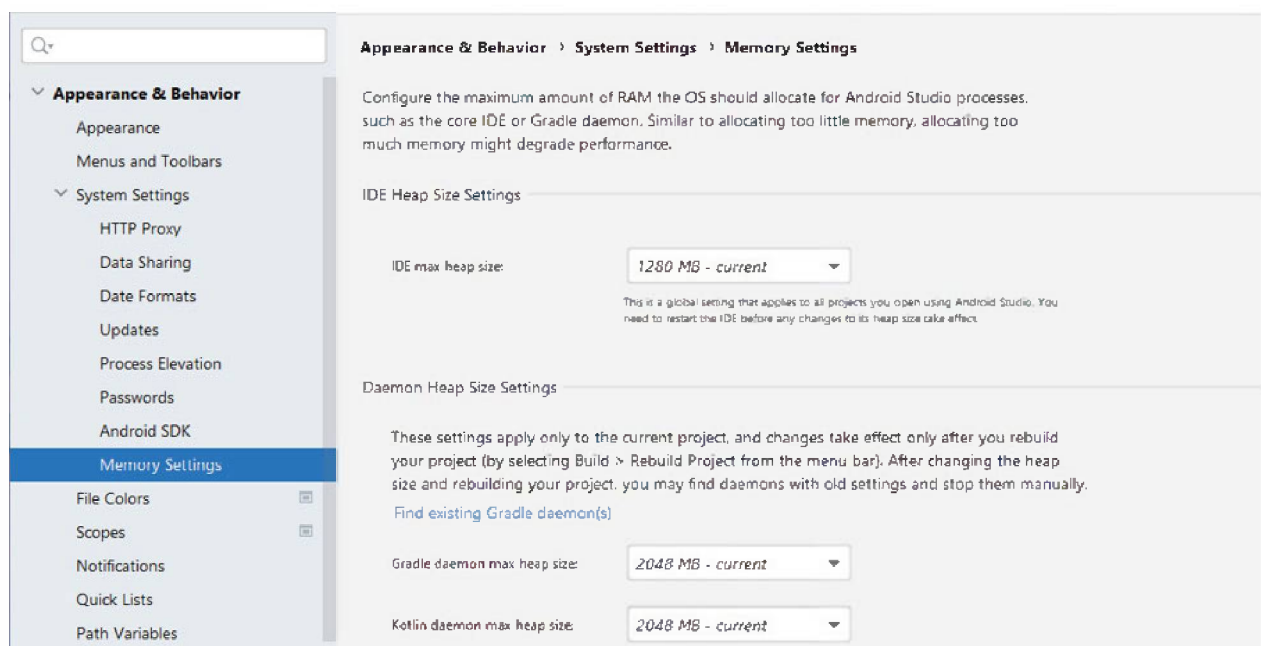 Appearance & Behavior
Appearance
Menus and Toolbars
System Settings
HTTP Proxy
Data Sharing
Date Formats
Updates
Process Elevation
Passwords
Android SDK
Memory Settings
File Colors
Scopes
Notifications
Quick Lists
Path Variables
Appearance & Behavior › System Settings › Memory Settings
Configure the maximum amount of RAM the OS should allocate for Android Studio processes,
such as the core IDE or Gradle daemon. Similar to allocating too little memory, allocating too
much memory might degrade performance.
IDE Heap Size Settings
IDE max heap size:
1280 MB - current
This is a global setting that applies to all projects you open using Android Studio. You
need to restart the IDE before any changes to its heap size take effect.
Daemon Heap Size Settings
These settings apply only to the current project, and changes take effect only after you rebuild
your project (by selecting Build > Rebuild Project from the menu bar). After changing the heap
size and rebuilding your project, you may find daemons with old settings and stop them manually.
Find existing Gradle daemon(s)
Gradle daemon max heap size:
2048 MB - current
Kotlin daemon max heap size:
2048 MB - current